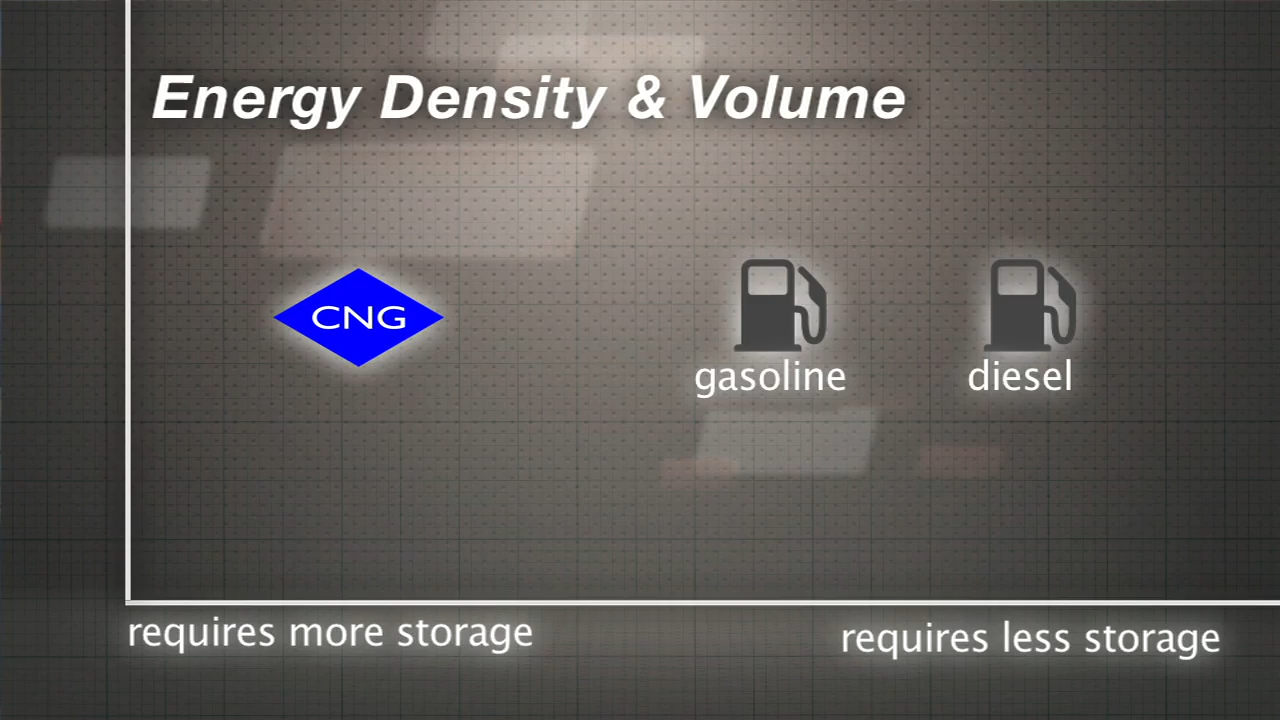 Energy Density & Volume
CNG
gasoline
diesel
requires more storage
requires less storage